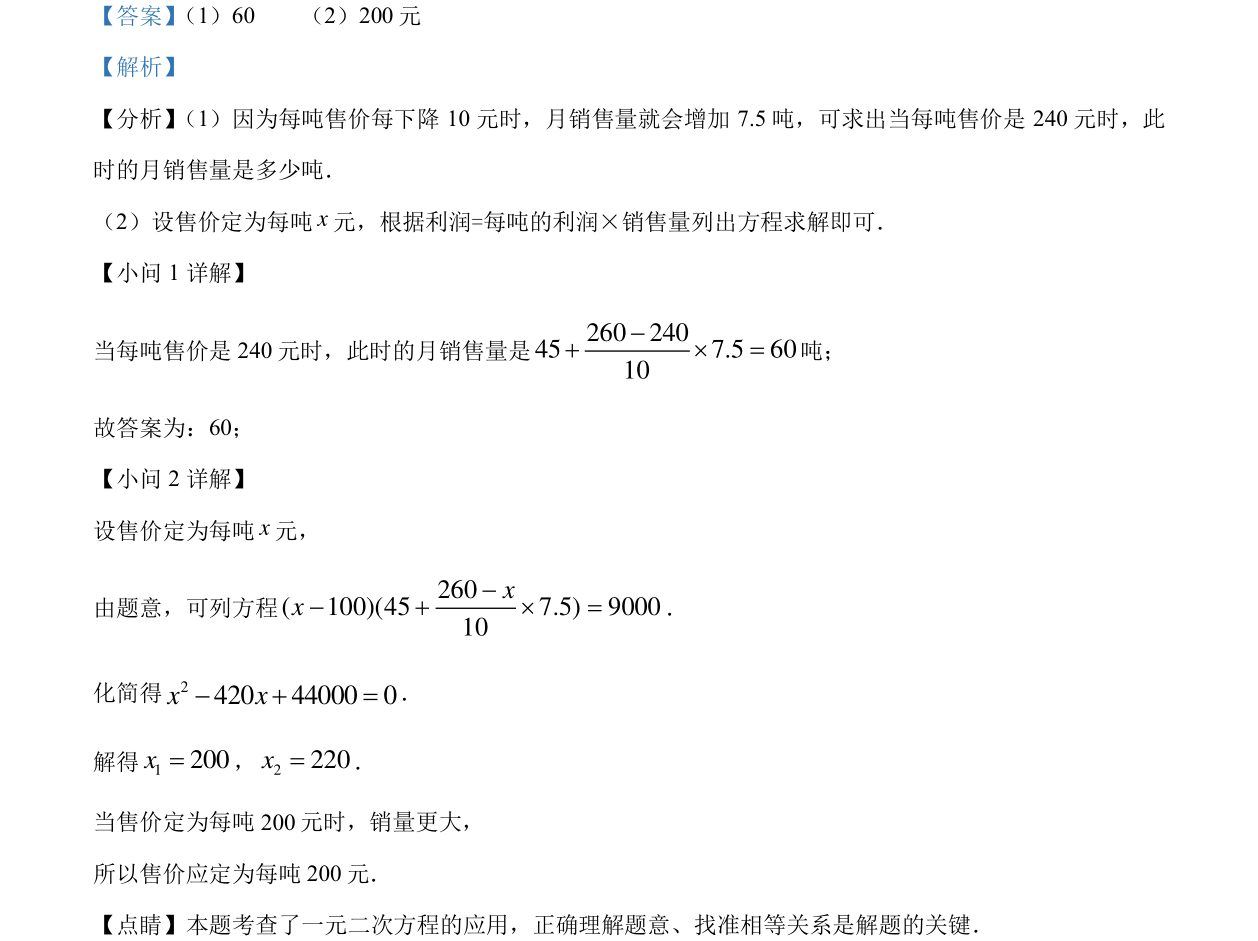 【答案】（1）60 （2）200 元
【解析】
【分析】（1）因为每吨售价每下降 10 元时，月销售量就会增加 7.5 吨，可求出当每吨售价是 240 元时，此
时的月销售量是多少吨．
（2）设售价定为每吨 x 元，根据利润=每吨的利润×销售量列出方程求解即可．
【小问 1 详解】
当每吨售价是 240 元时，此时的月销售量是 45 + (260 − 240)/10 × 7.5 = 60 吨；
故答案为：60；
【小问 2 详解】
设售价定为每吨 x 元，
由题意，可列方程 (x − 100)(45 + (260 − x)/10 × 7.5) = 9000．
化简得 x² − 420x + 44000 = 0．
解得 x₁ = 200， x₂ = 220．
当售价定为每吨 200 元时，销量更大，
所以售价应定为每吨 200 元．
【点睛】本题考查了一元二次方程的应用，正确理解题意、找准相等关系是解题的关键．